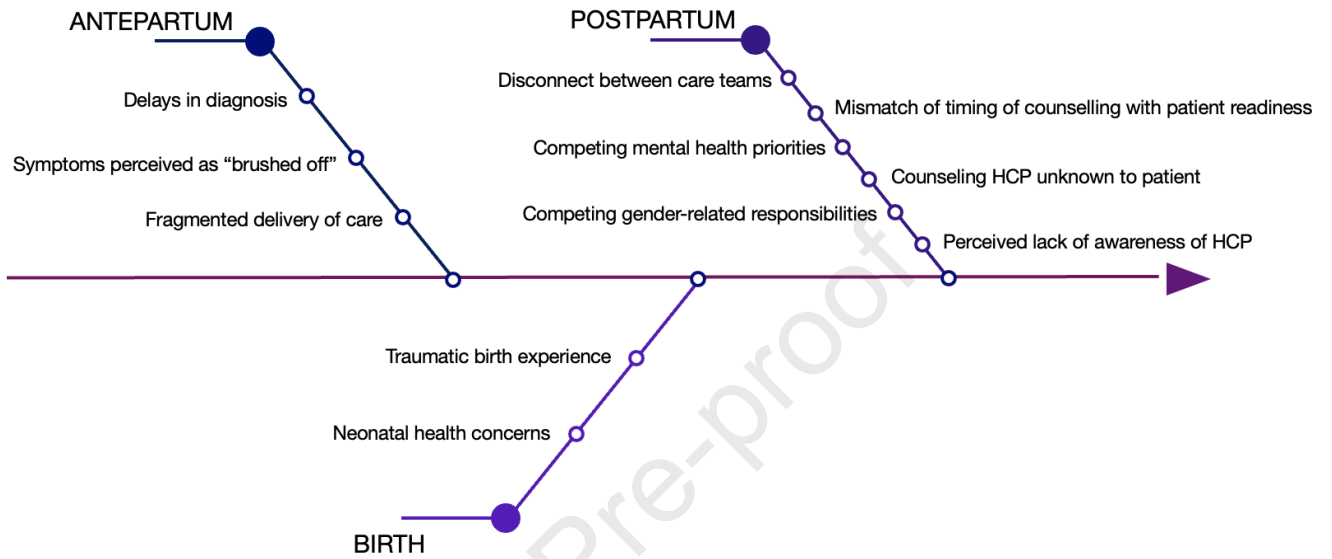 ANTEPARTUM
Delays in diagnosis
Symptoms perceived as “brushed off”
Fragmented delivery of care
POSTPARTUM
Disconnect between care teams
Mismatch of timing of counselling with patient readiness
Competing mental health priorities
Counseling HCP unknown to patient
Competing gender-related responsibilities
Perceived lack of awareness of HCP
Traumatic birth experience
Neonatal health concerns
BIRTH
Pre-proof